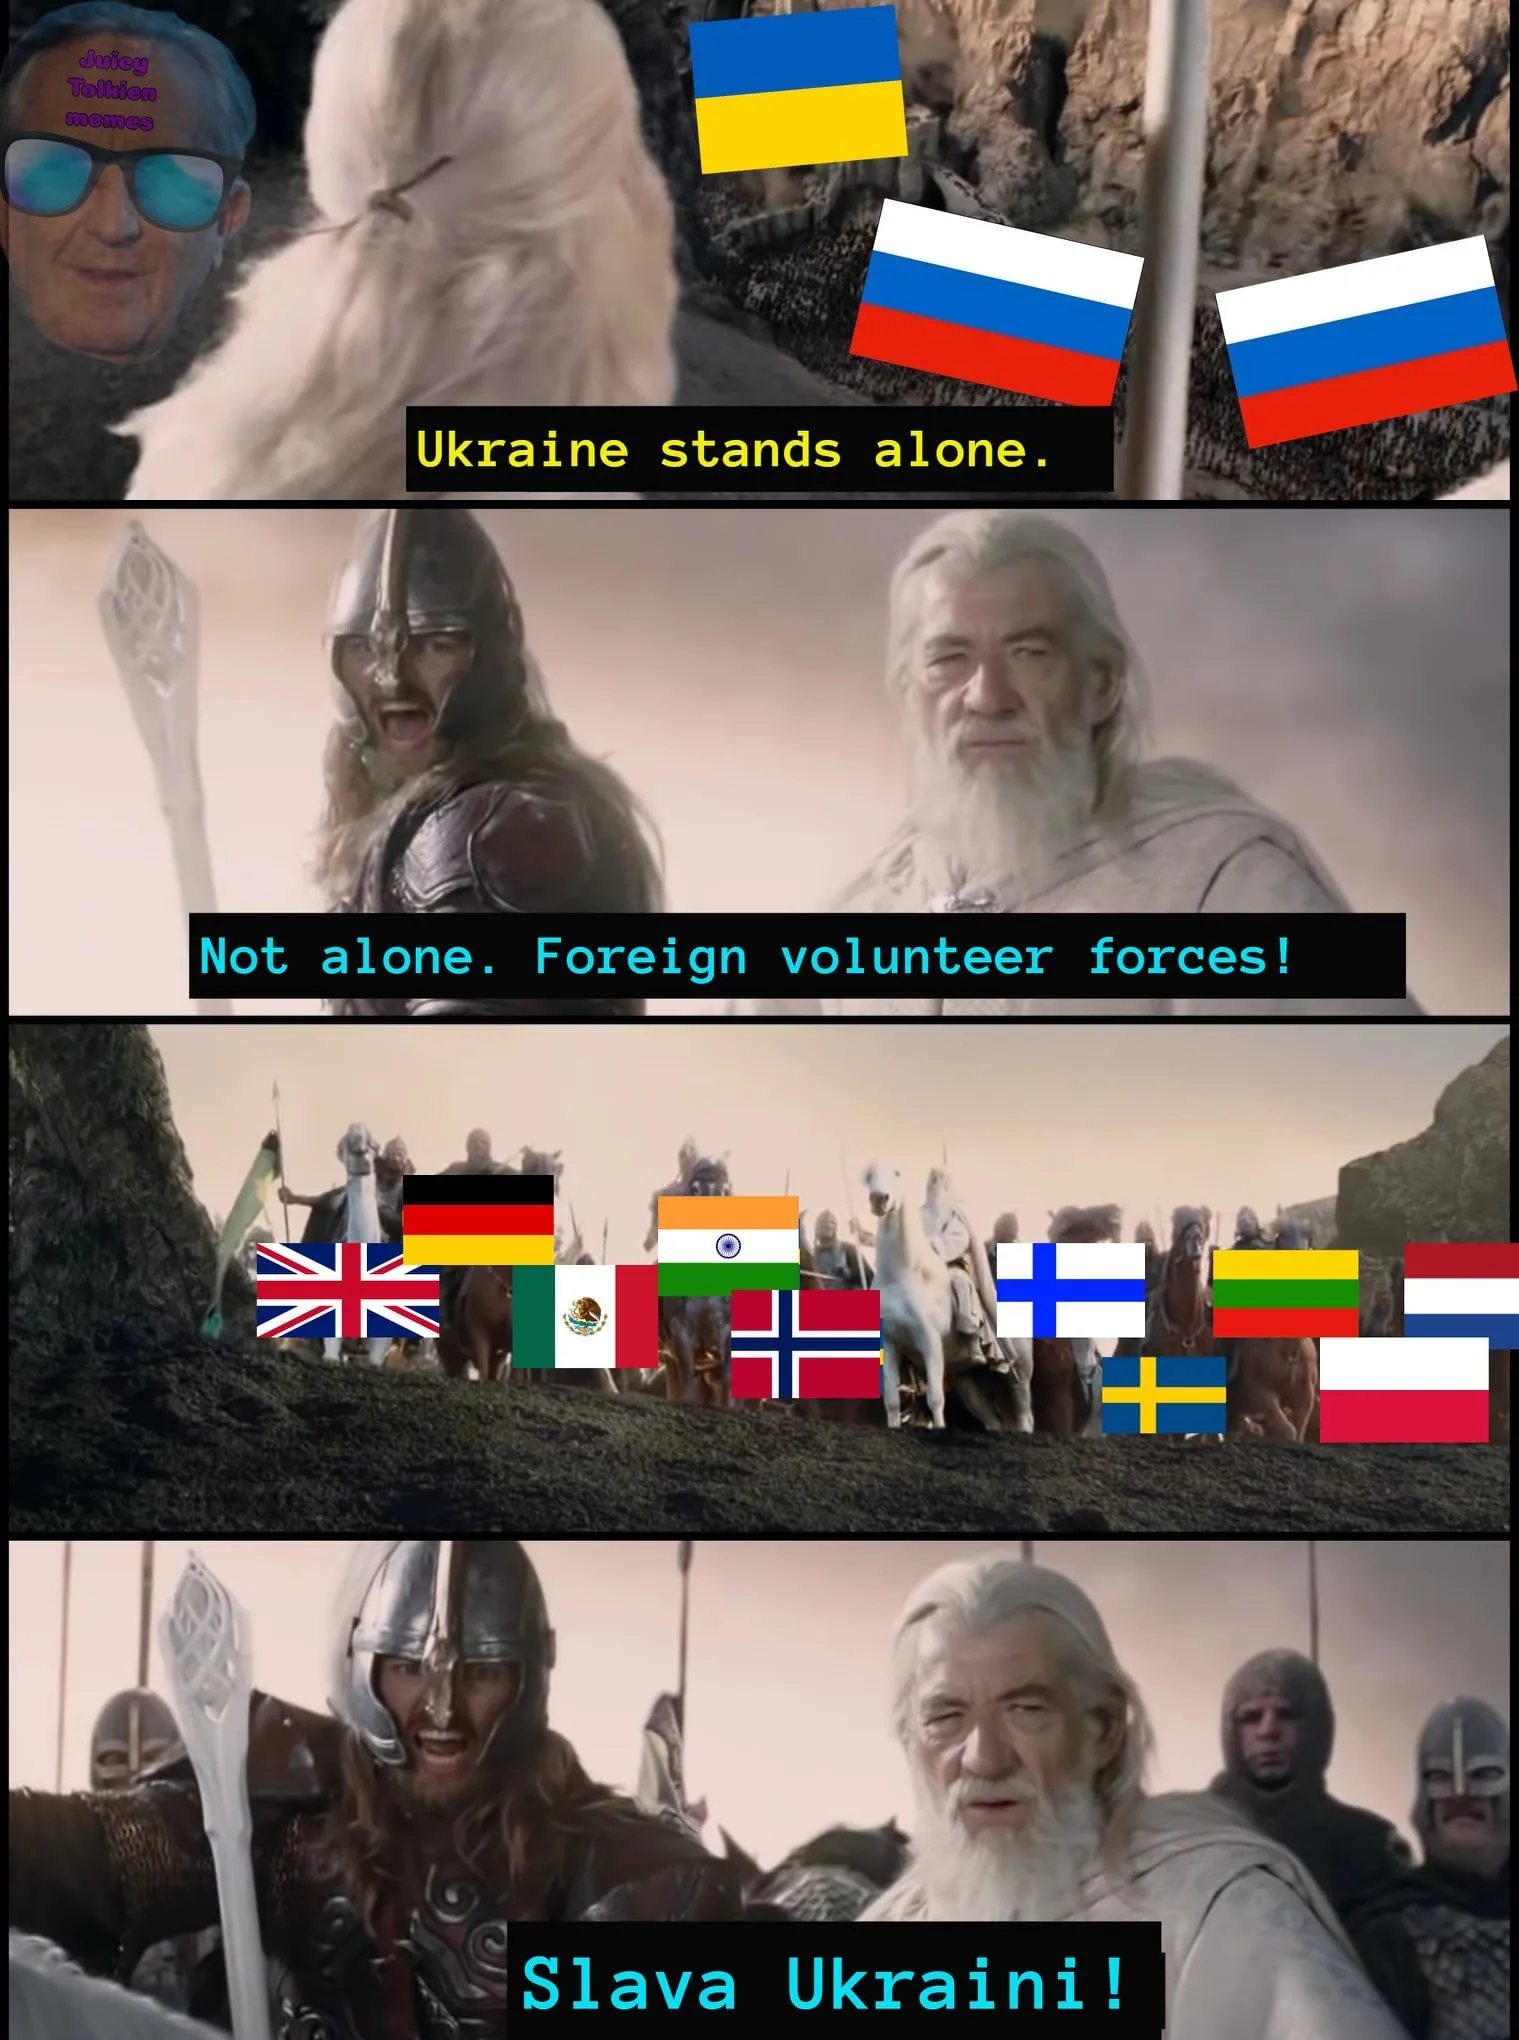 Juicy
Tolkien
memes
Ukraine stands alone.
Not alone. Foreign volunteer forces!
Slava Ukraini!